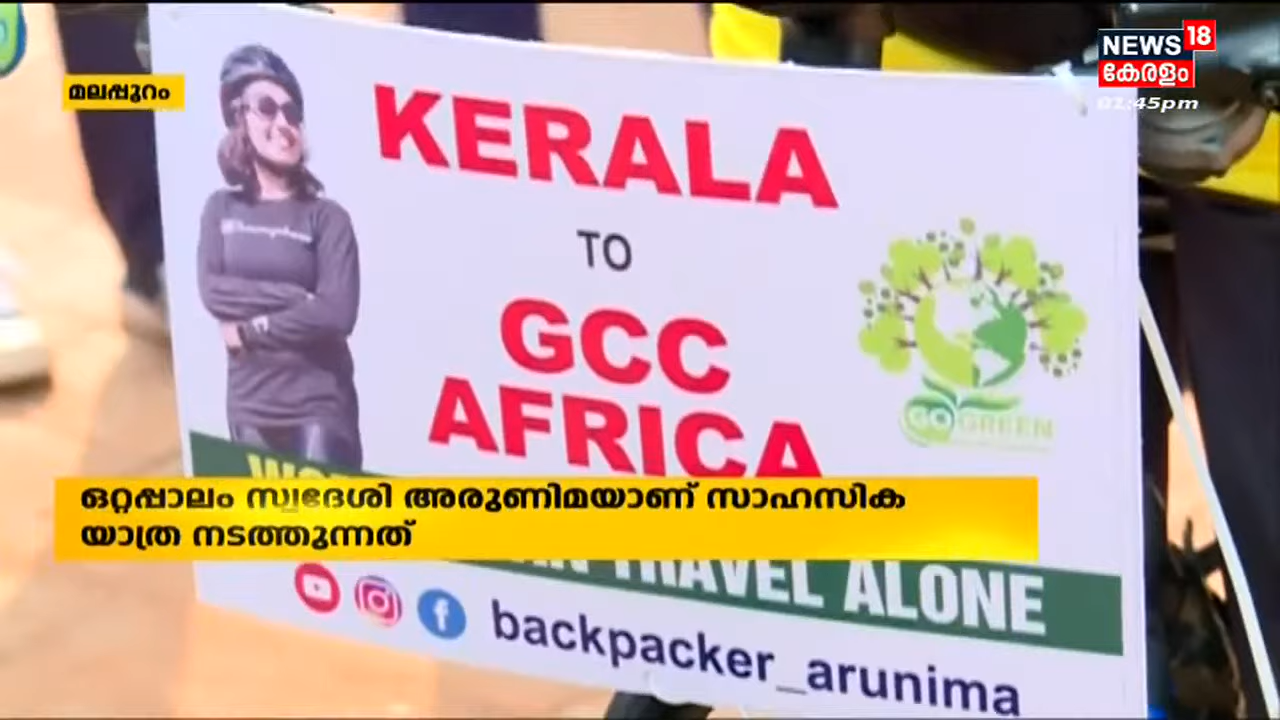 NEWS 18
കേരളം
01:45pm
മലപ്പുറം
KERALA
TO
GCC
AFRICA
GO GREEN
ഒറ്റപ്പാലം സ്വദേശി അരുണിമയാണ് സാഹസിക
യാത്ര നടത്തുന്നത്
TRAVEL ALONE
backpacker_arunima